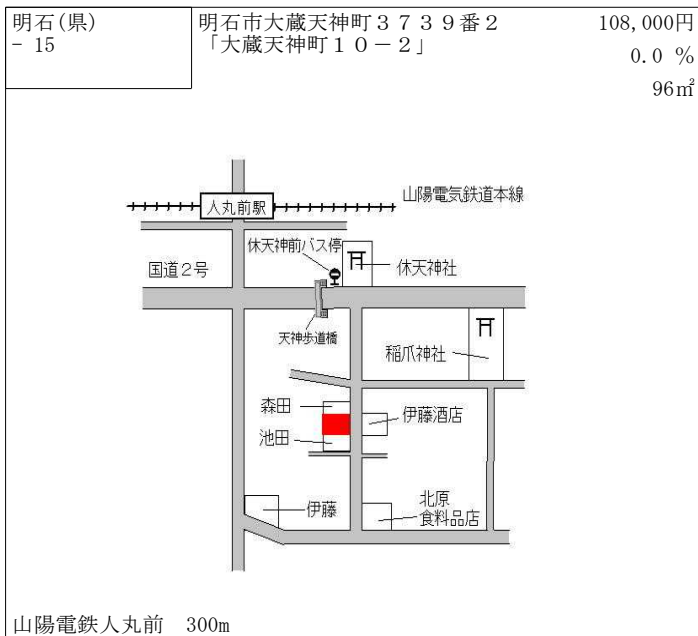 明石(県)
- 15
明石市大蔵天神町３７３９番２
「大蔵天神町１０－２」
108,000円
0.0 %
96㎡
人丸前駅
山陽電気鉄道本線
休天神前バス停
国道２号
休天神社
天神歩道橋
稲爪神社
森田
伊藤酒店
池田
北原
食料品店
伊藤
山陽電鉄人丸前　300m